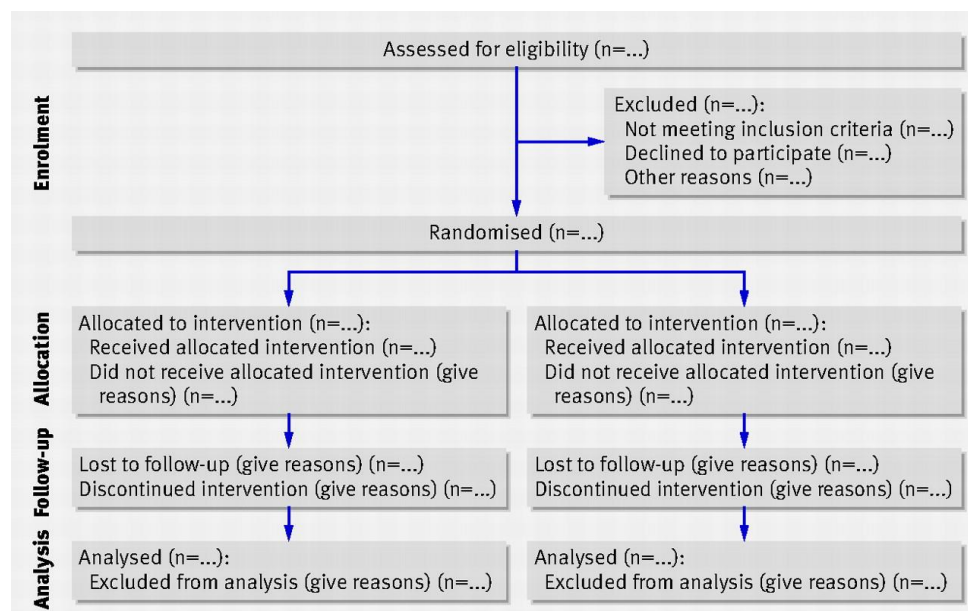 Assessed for eligibility (n=...)
Enrolment
Excluded (n=...):
Not meeting inclusion criteria (n=...)
Declined to participate (n=...)
Other reasons (n=...)
Randomised (n=...)
Allocation
Allocated to intervention (n=...):
Received allocated intervention (n=...)
Did not receive allocated intervention (give
reasons) (n=...)
Allocated to intervention (n=...):
Received allocated intervention (n=...)
Did not receive allocated intervention (give
reasons) (n=...)
Follow-up
Lost to follow-up (give reasons) (n=...)
Discontinued intervention (give reasons) (n=...)
Lost to follow-up (give reasons) (n=...)
Discontinued intervention (give reasons) (n=...)
Analysis
Analysed (n=...):
Excluded from analysis (give reasons) (n=...)
Analysed (n=...):
Excluded from analysis (give reasons) (n=...)